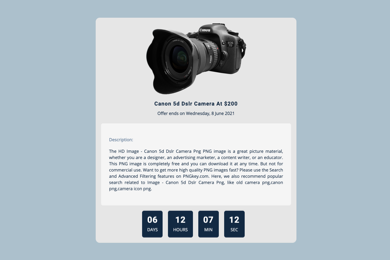 Canon 5d Dslr Camera At $200
Offer ends on Wednesday, 8 June 2021
Description:
The HD Image - Canon 5d Dslr Camera Png PNG image is a great picture material,
whether you are a designer, an advertising marketer, a content writer, or an educator.
This PNG image is completely free and you can download it at any time. But not for
commercial use. Want to get more high quality PNG images fast? Please use the Search
and Advanced Filtering features on PNGkey.com. Here, we also recommend popular
search related to Image - Canon 5d Dslr Camera Png, like old camera png,canon
png,camera icon png.
06 12 07 12
DAYS HOURS MIN SEC